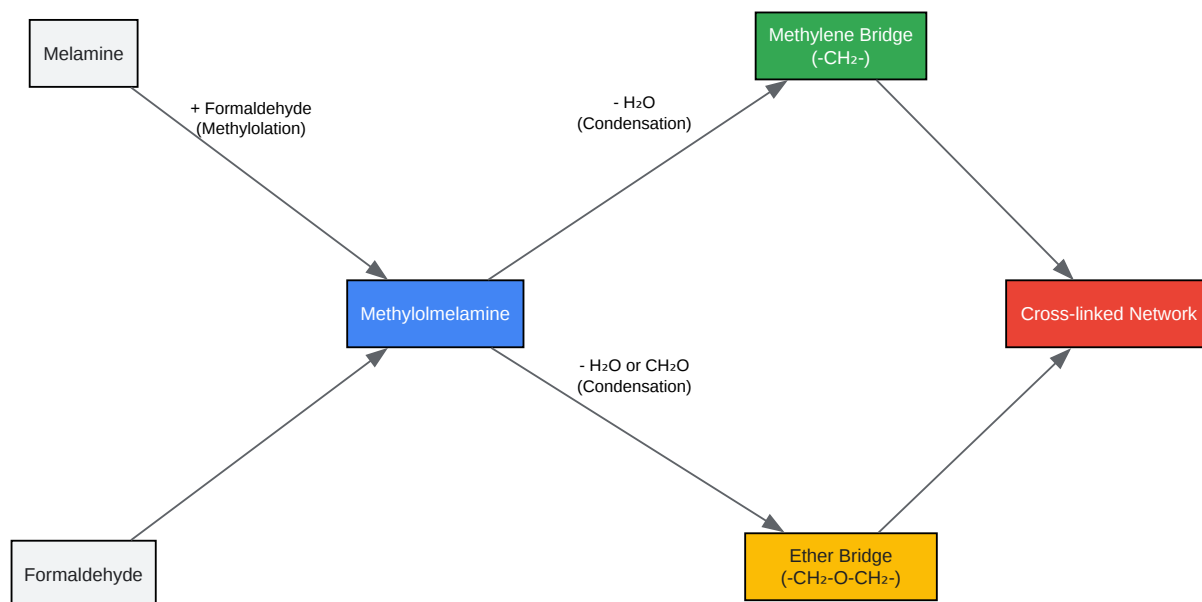 Melamine
+ Formaldehyde
(Methylolation)
Methylene Bridge
(-CH₂-)
- H₂O
(Condensation)
Methylolmelamine
Cross-linked Network
- H₂O or CH₂O
(Condensation)
Formaldehyde
Ether Bridge
(-CH₂-O-CH₂-)